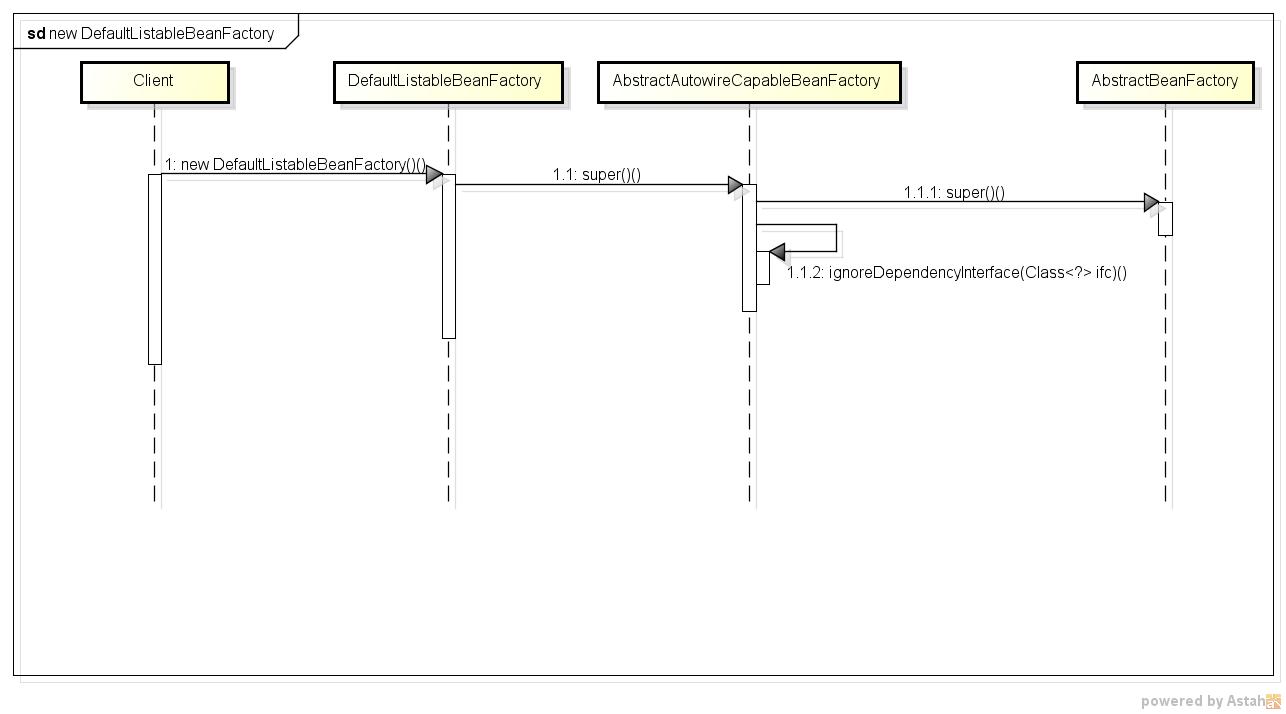 sd new DefaultListableBeanFactory
Client
DefaultListableBeanFactory
AbstractAutowireCapableBeanFactory
AbstractBeanFactory
1: new DefaultListableBeanFactory()()
1.1: super()()
1.1.1: super()()
1.1.2: ignoreDependencyInterface(Class<?> ifc)()
powered by Astah